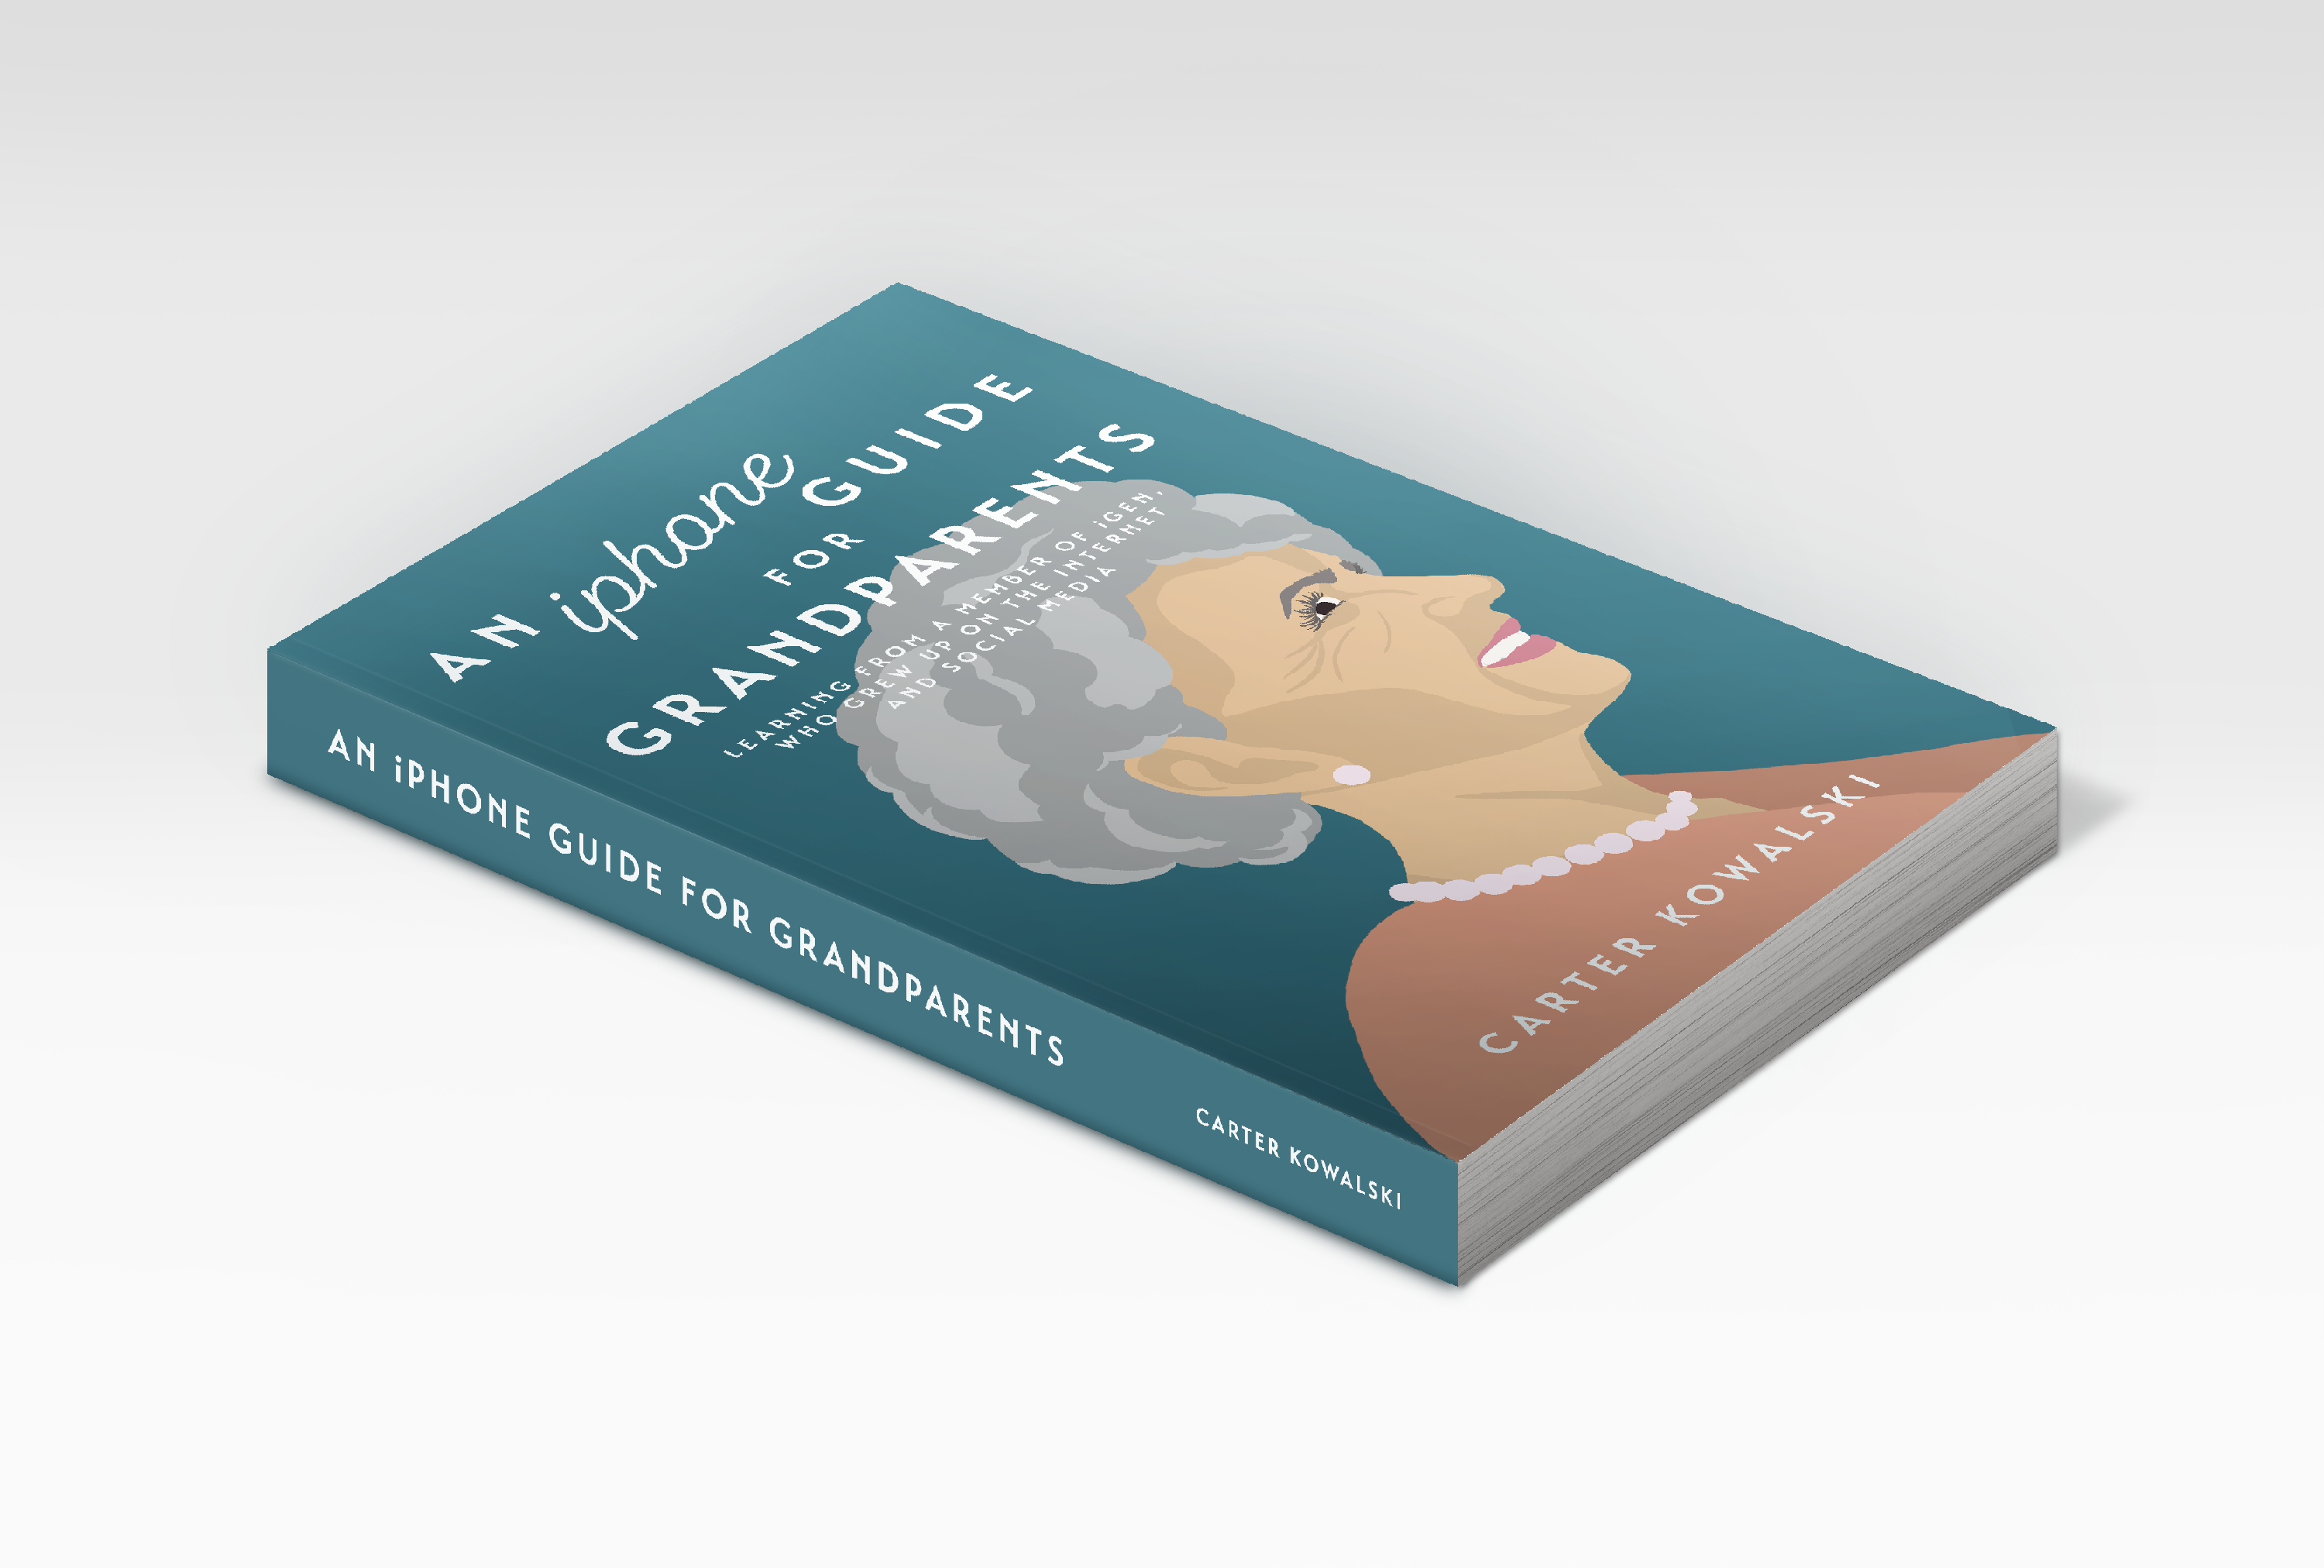 AN iphone GUIDE
FOR
GRANDPARENTS
LEARNING FROM A MEMBER OF iGEN,
WHO GREW UP ON THE INTERNET
AND SOCIAL MEDIA
CARTER KOWALSKI
AN iPHONE GUIDE FOR GRANDPARENTS
CARTER KOWALSKI